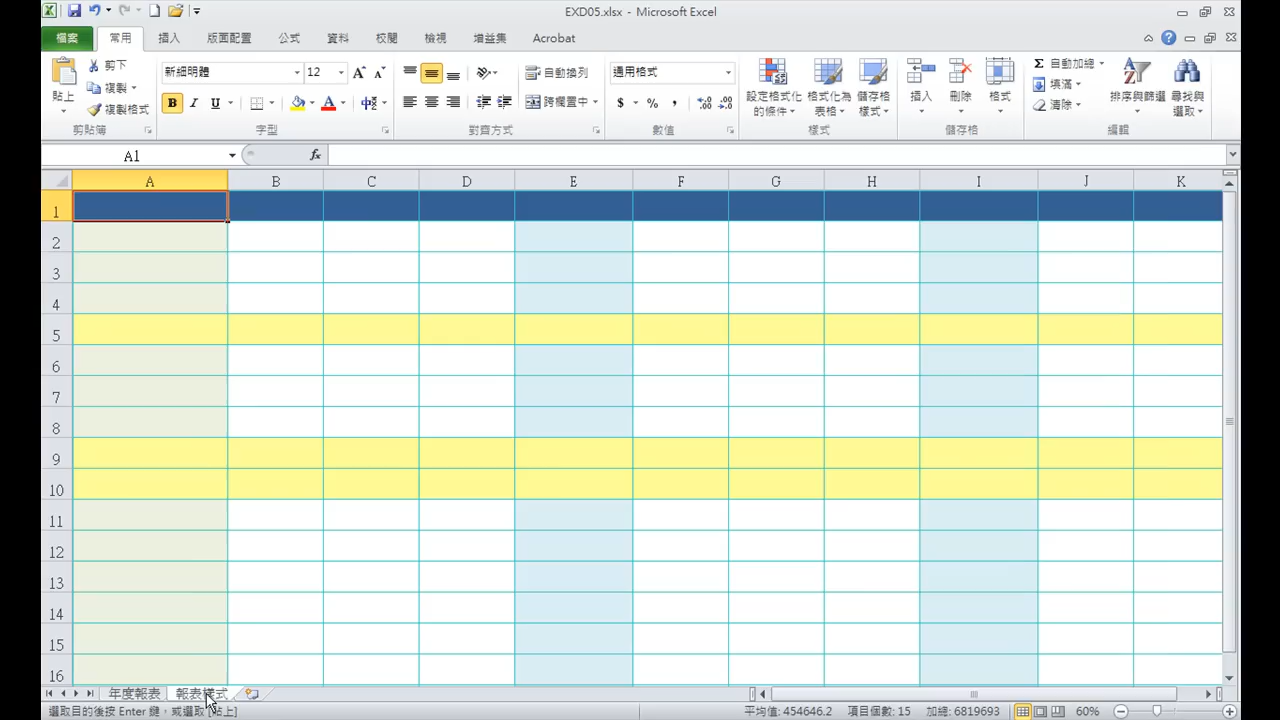 EXD05.xlsx - Microsoft Excel
檔案 常用 插入 版面配置 公式 資料 校閱 檢視 增益集 Acrobat
剪下 新細明體 12 自動換列 通用格式 Σ 自動加總
貼上 複製 複製格式 B I U 跨欄置中 $ % , 設定格式化的條件 格式化為表格 儲存格樣式 插入 刪除 格式 填滿 清除 排序與篩選 尋找與選取
剪貼簿 字型 對齊方式 數值 樣式 儲存格 編輯
A1 fx
A B C D E F G H I J K
1
2
3
4
5
6
7
8
9
10
11
12
13
14
15
16
年度報表 報表樣式
選取目的後按 Enter 鍵，或選取 [貼上] 平均值: 454646.2 項目個數: 15 加總: 6819693 60%